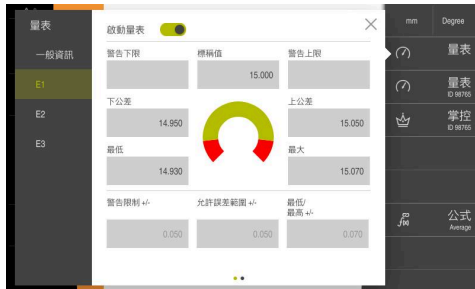 量表
一般資訊
E1
E2
E3
啟動量表
警告下限
標稱值
警告上限
15.000
下公差
上公差
14.950
15.050
最低
最大
14.930
15.070
警告限制 +/-
允許誤差範圍 +/-
最低/
最高 +/-
0.050
0.050
0.070
mm
Degree
量表
量表
ID 98765
掌控
ID 98765
公式
Average